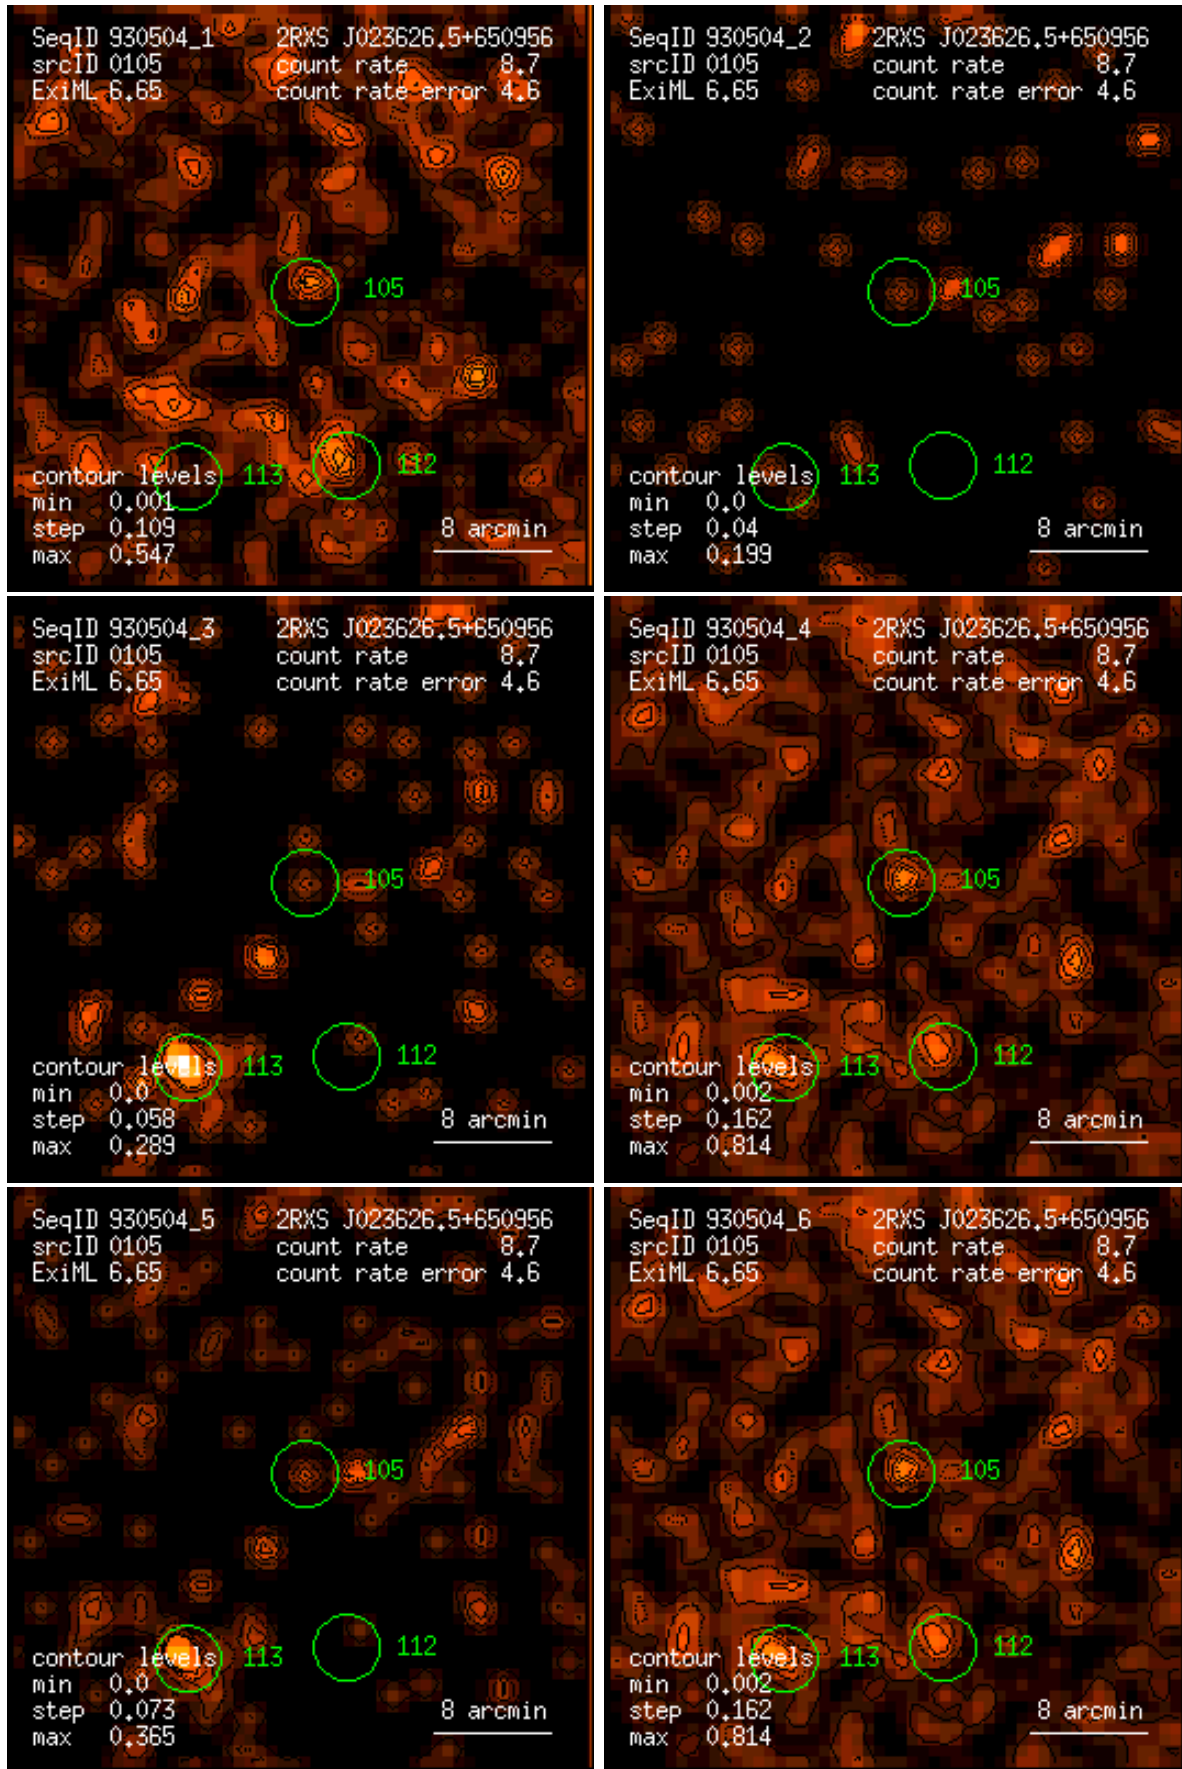 SeqID 930504_1 2RXS J023626.5+650956
srcID 0105 count rate 8.7
ExiML 6.65 count rate error 4.6
105
112
contour levels 113
min 0.001
step 0.109 8 arcmin
max 0.547
SeqID 930504_2 2RXS J023626.5+650956
srcID 0105 count rate 8.7
ExiML 6.65 count rate error 4.6
105
112
contour levels 113
min 0.0
step 0.04 8 arcmin
max 0.199
SeqID 930504_3 2RXS J023626.5+650956
srcID 0105 count rate 8.7
ExiML 6.65 count rate error 4.6
105
112
contour levels 113
min 0.0
step 0.058 8 arcmin
max 0.289
SeqID 930504_4 2RXS J023626.5+650956
srcID 0105 count rate 8.7
ExiML 6.65 count rate error 4.6
105
112
contour levels 113
min 0.002
step 0.162 8 arcmin
max 0.814
SeqID 930504_5 2RXS J023626.5+650956
srcID 0105 count rate 8.7
ExiML 6.65 count rate error 4.6
105
112
contour levels 113
min 0.0
step 0.073 8 arcmin
max 0.365
SeqID 930504_6 2RXS J023626.5+650956
srcID 0105 count rate 8.7
ExiML 6.65 count rate error 4.6
105
112
contour levels 113
min 0.002
step 0.162 8 arcmin
max 0.814